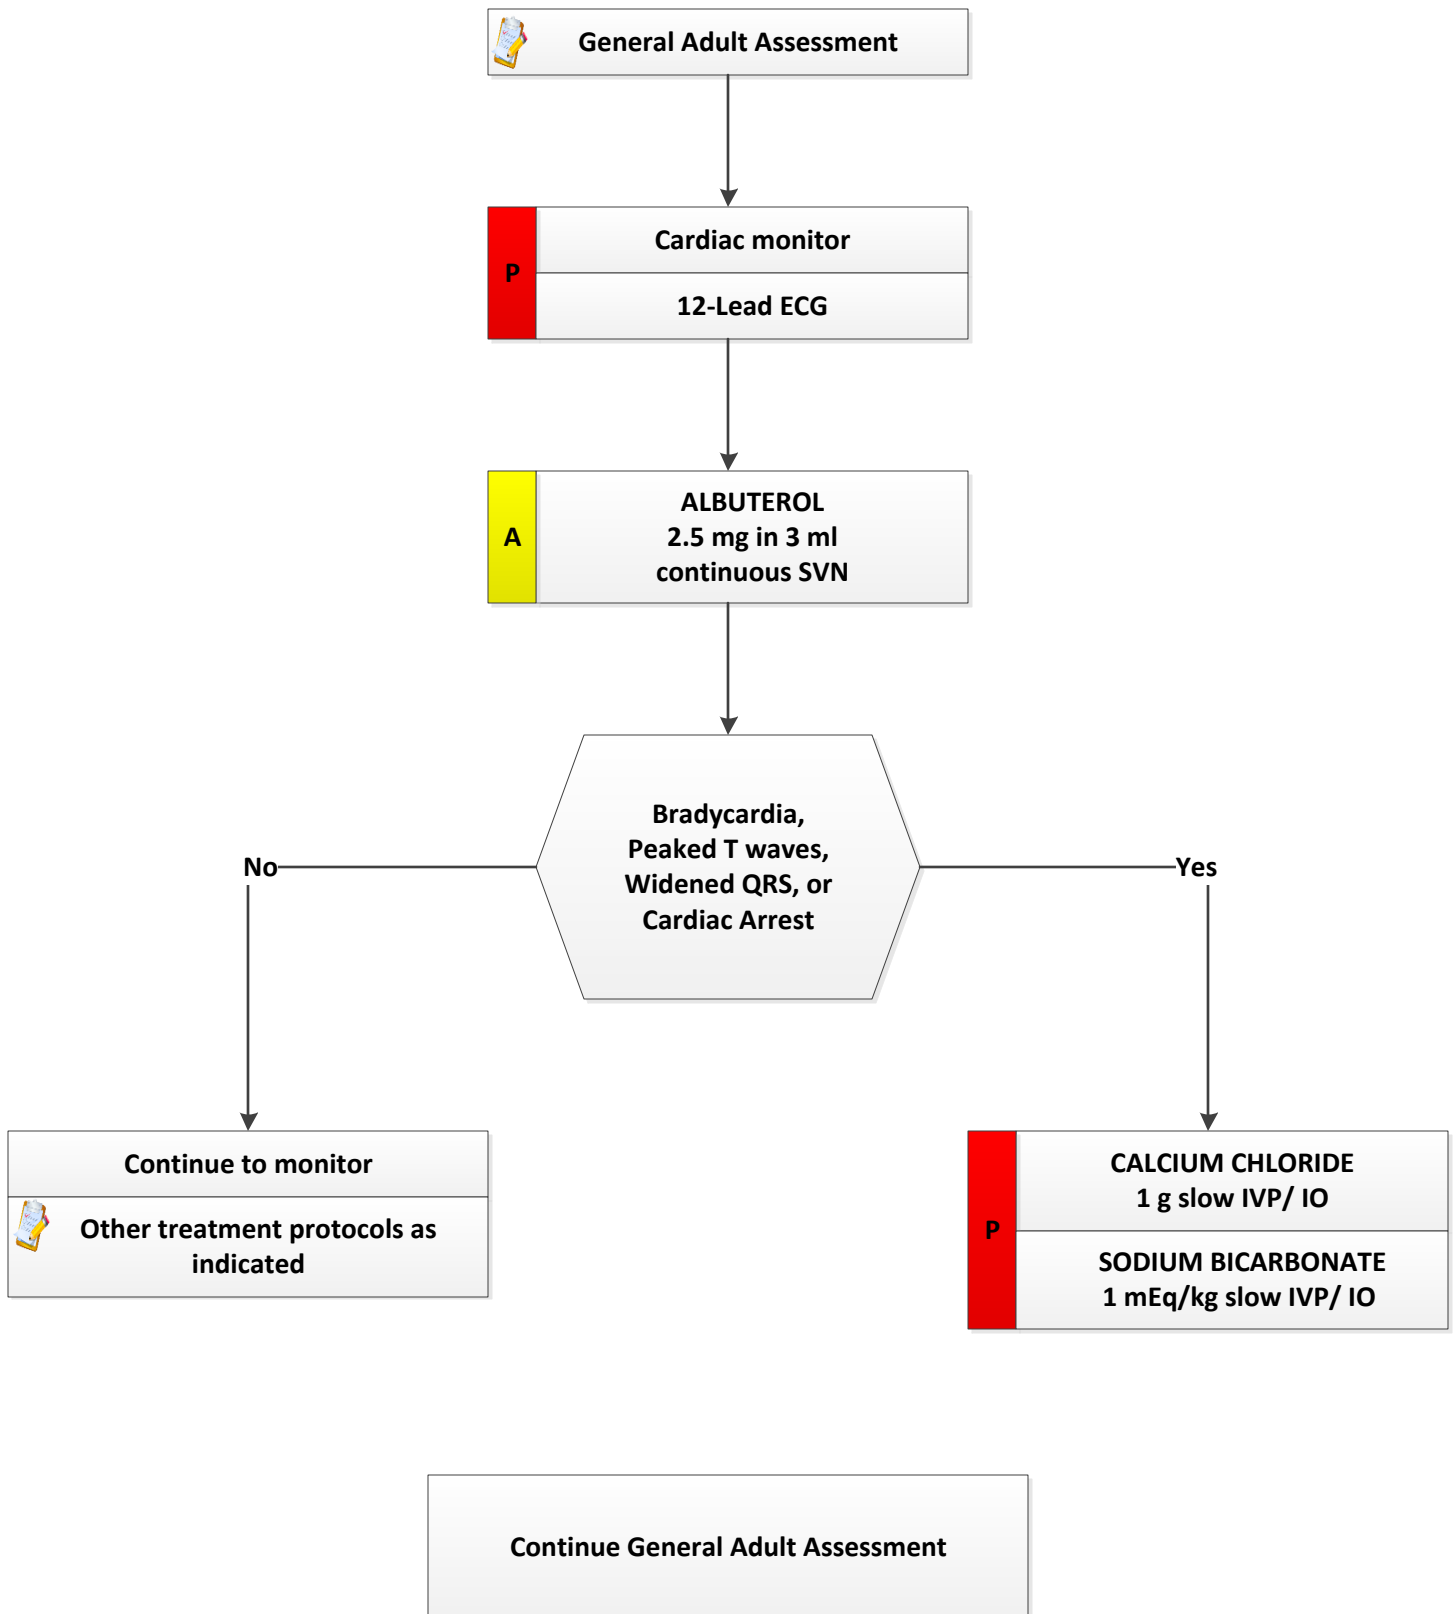 General Adult Assessment
P
Cardiac monitor
12-Lead ECG
A
ALBUTEROL
2.5 mg in 3 ml
continuous SVN
Bradycardia,
Peaked T waves,
Widened QRS, or
Cardiac Arrest
No
Yes
Continue to monitor
Other treatment protocols as
indicated
P
CALCIUM CHLORIDE
1 g slow IVP/ IO
SODIUM BICARBONATE
1 mEq/kg slow IVP/ IO
Continue General Adult Assessment